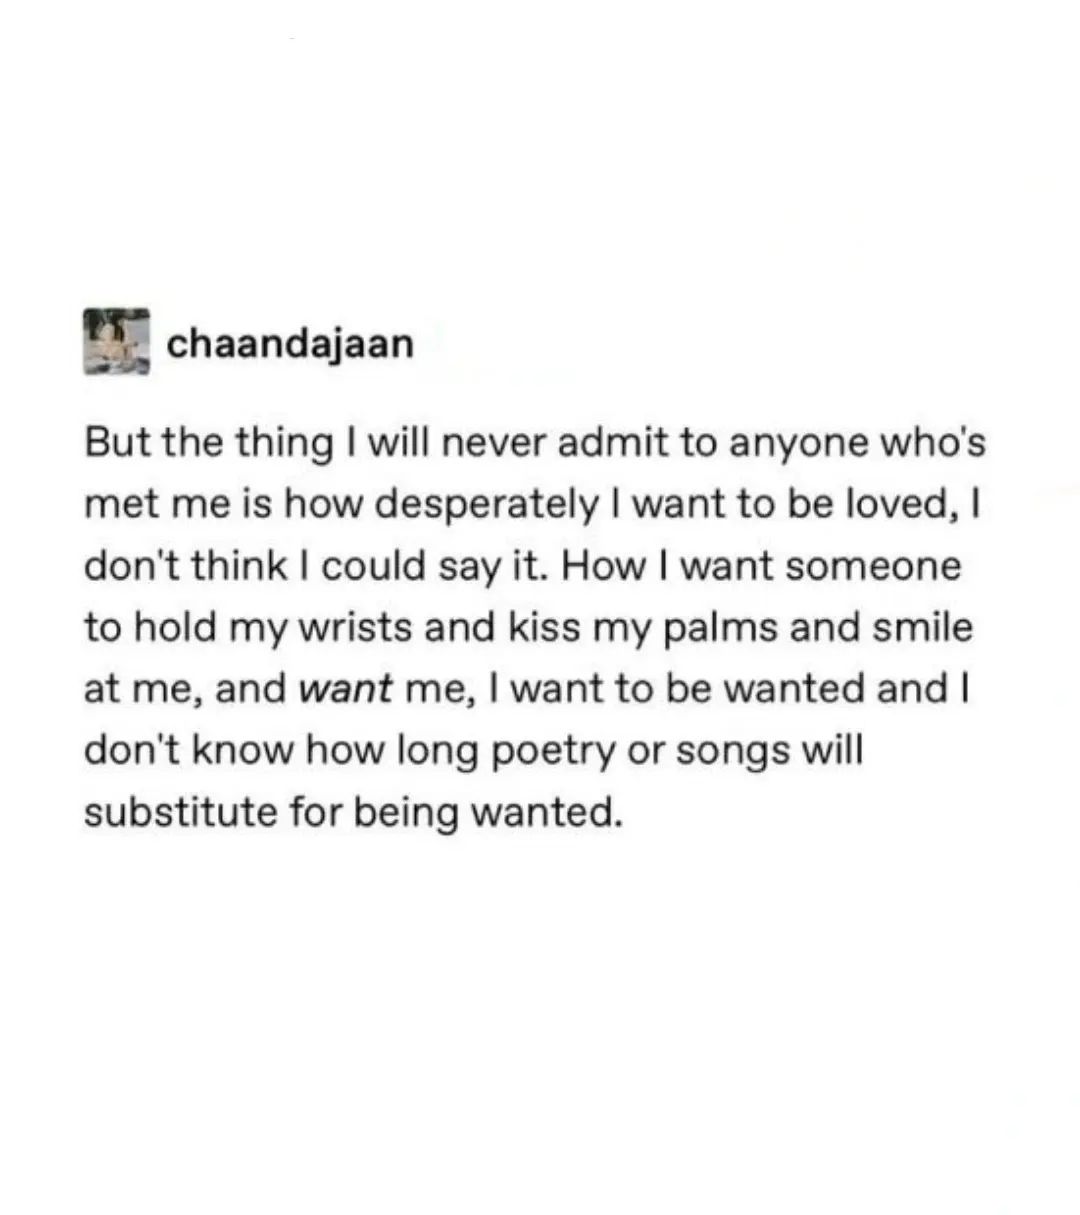 chaandajaan
But the thing I will never admit to anyone who's
met me is how desperately I want to be loved, I
don't think I could say it. How I want someone
to hold my wrists and kiss my palms and smile
at me, and want me, I want to be wanted and I
don't know how long poetry or songs will
substitute for being wanted.